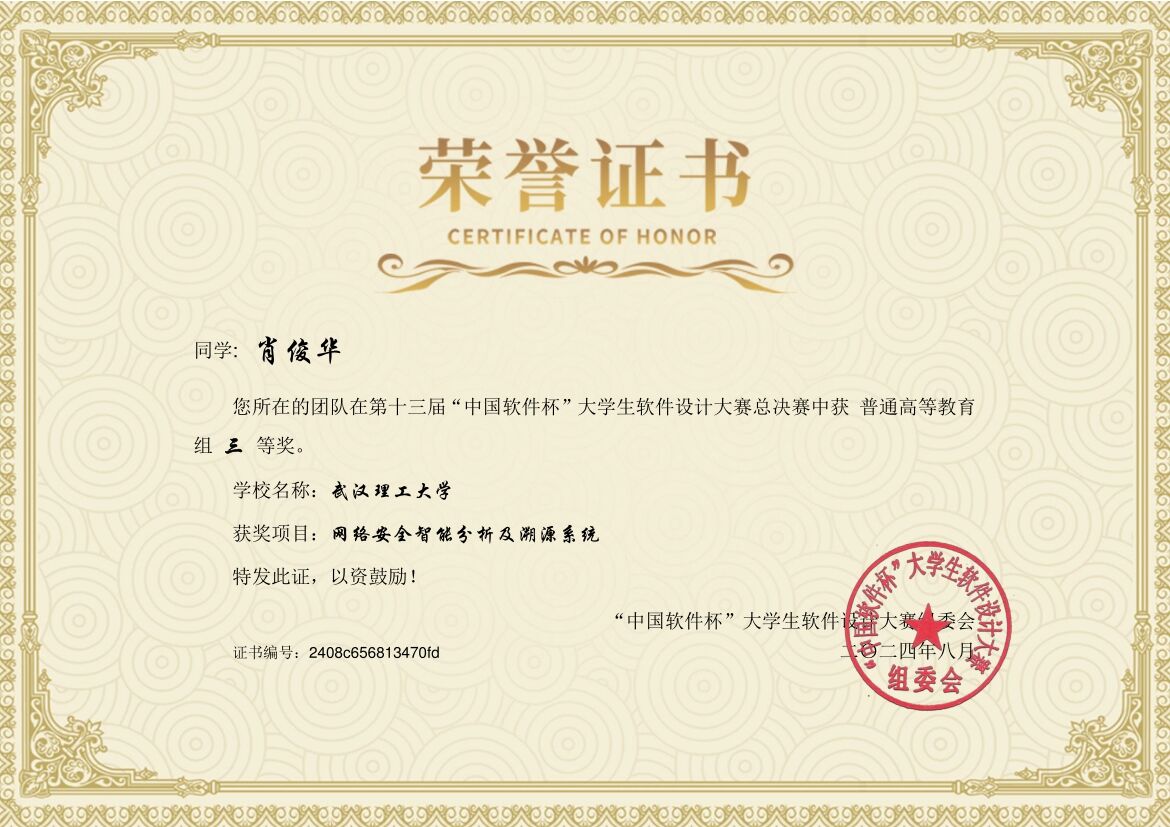 荣誉证书
CERTIFICATE OF HONOR
同学: 肖俊华
您所在的团队在第十三届“中国软件杯”大学生软件设计大赛总决赛中获 普通高等教育
组 三 等奖。
学校名称：武汉理工大学
获奖项目：网络安全智能分析及溯源系统
特发此证，以资鼓励！
“中国软件杯”大学生软件设计大赛组委会
二〇二四年八月
证书编号：2408c656813470fd
“中国软件杯”大学生软件设计大赛
组委会